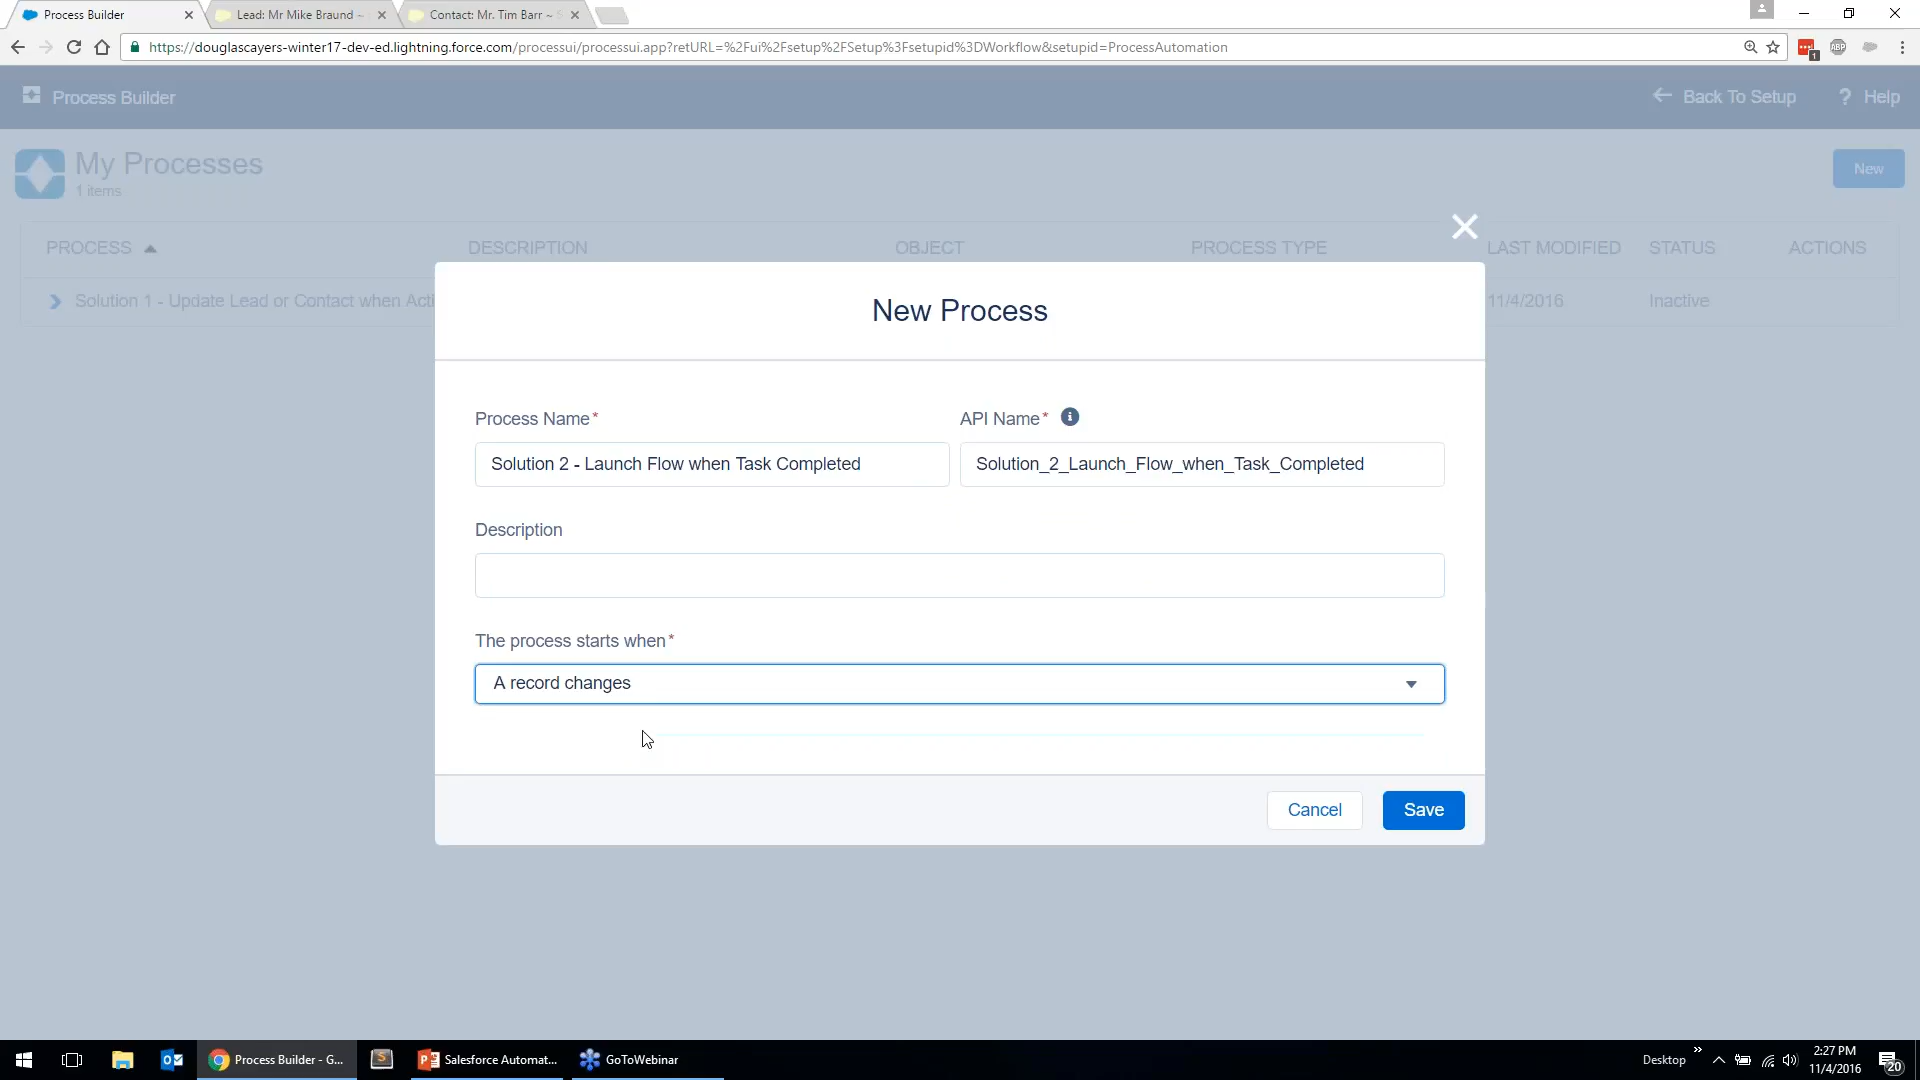 Process Builder
Lead: Mr Mike Braund ~
Contact: Mr. Tim Barr ~
https://douglascayers-winter17-dev-ed.lightning.force.com/processui/processui.app?retURL=%2Fui%2Fsetup%2FSetup%3Fsetupid%3DWorkflow&setupid=ProcessAutomation
ABP
1
Process Builder
Back To Setup
? Help
My Processes
1 items
New
PROCESS
DESCRIPTION
OBJECT
PROCESS TYPE
LAST MODIFIED
STATUS
ACTIONS
Solution 1 - Update Lead or Contact when Acti
11/4/2016
Inactive
New Process
Process Name*
API Name*
Solution 2 - Launch Flow when Task Completed
Solution_2_Launch_Flow_when_Task_Completed
Description
The process starts when*
A record changes
Cancel
Save
Process Builder - G...
Salesforce Automat...
GoToWebinar
Desktop
2:27 PM
11/4/2016
20